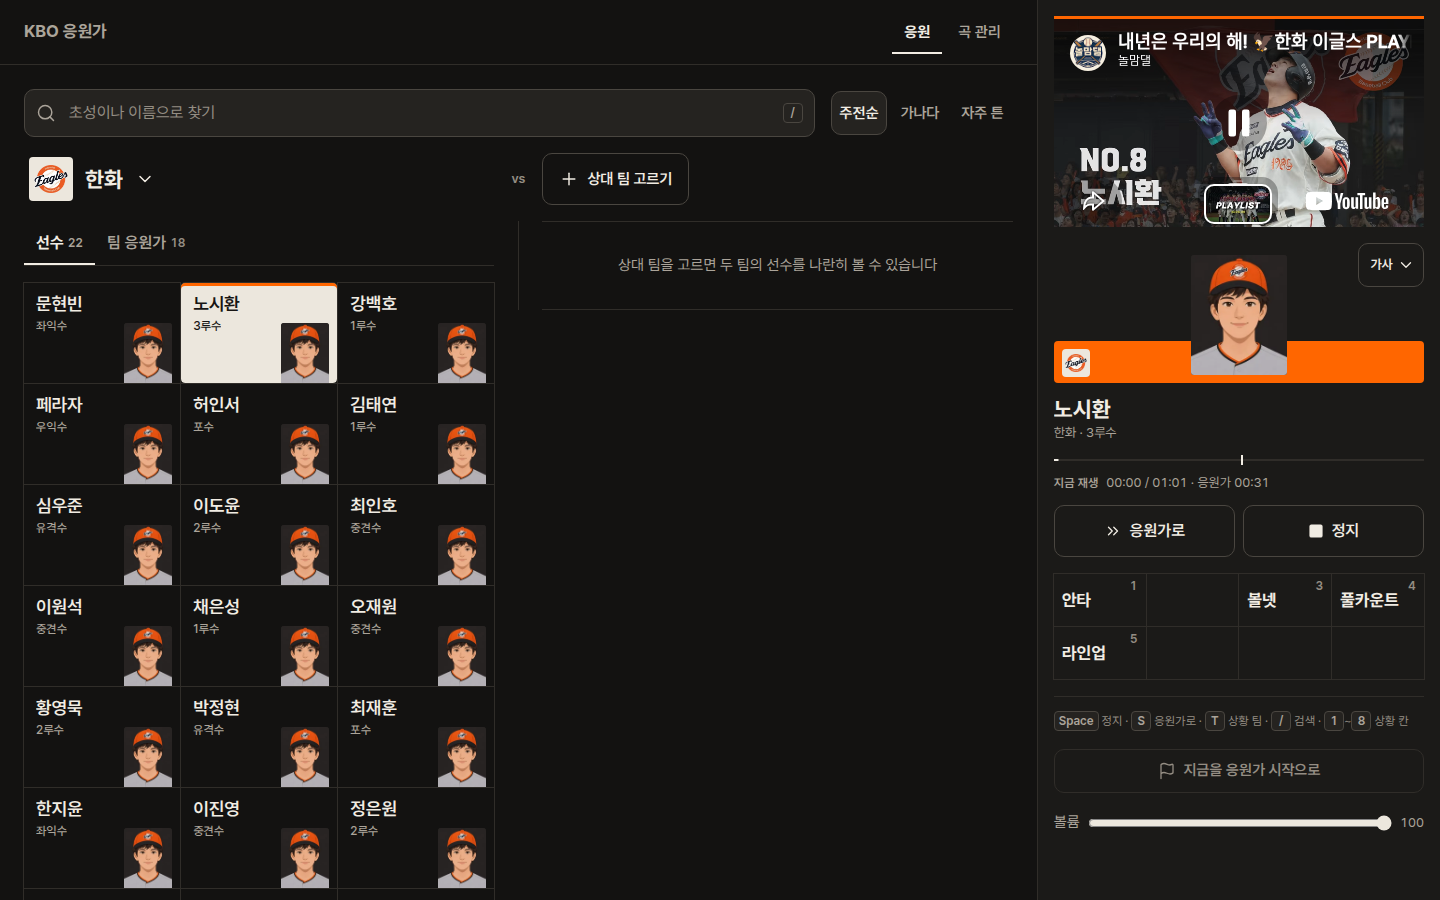 KBO 응원가
응원
곡 관리
초성이나 이름으로 찾기
/
주전순
가나다
자주 튼
Eagles
한화
vs
상대 팀 고르기
선수 22
팀 응원가 18
상대 팀을 고르면 두 팀의 선수를 나란히 볼 수 있습니다
문현빈
좌익수
노시환
3루수
강백호
1루수
페라자
우익수
허인서
포수
김태연
1루수
심우준
유격수
이도윤
2루수
최인호
중견수
이원석
중견수
채은성
1루수
오재원
중견수
황영묵
2루수
박정현
유격수
최재훈
포수
한지윤
좌익수
이진영
중견수
정은원
2루수
내년은 우리의 해! 🦅 한화 이글스 PLAY
놀맘댈
놀맘댈
Eagles
Eagles
NO.8
노시환
PLAYLIST
YouTube
가사
Eagles
노시환
한화 · 3루수
지금 재생 00:00 / 01:01 · 응원가 00:31
응원가로
정지
안타 1
볼넷 3
풀카운트 4
라인업 5
Space 정지 · S 응원가로 · T 상황 팀 · / 검색 · 1 – 8 상황 칸
지금을 응원가 시작으로
볼륨
100